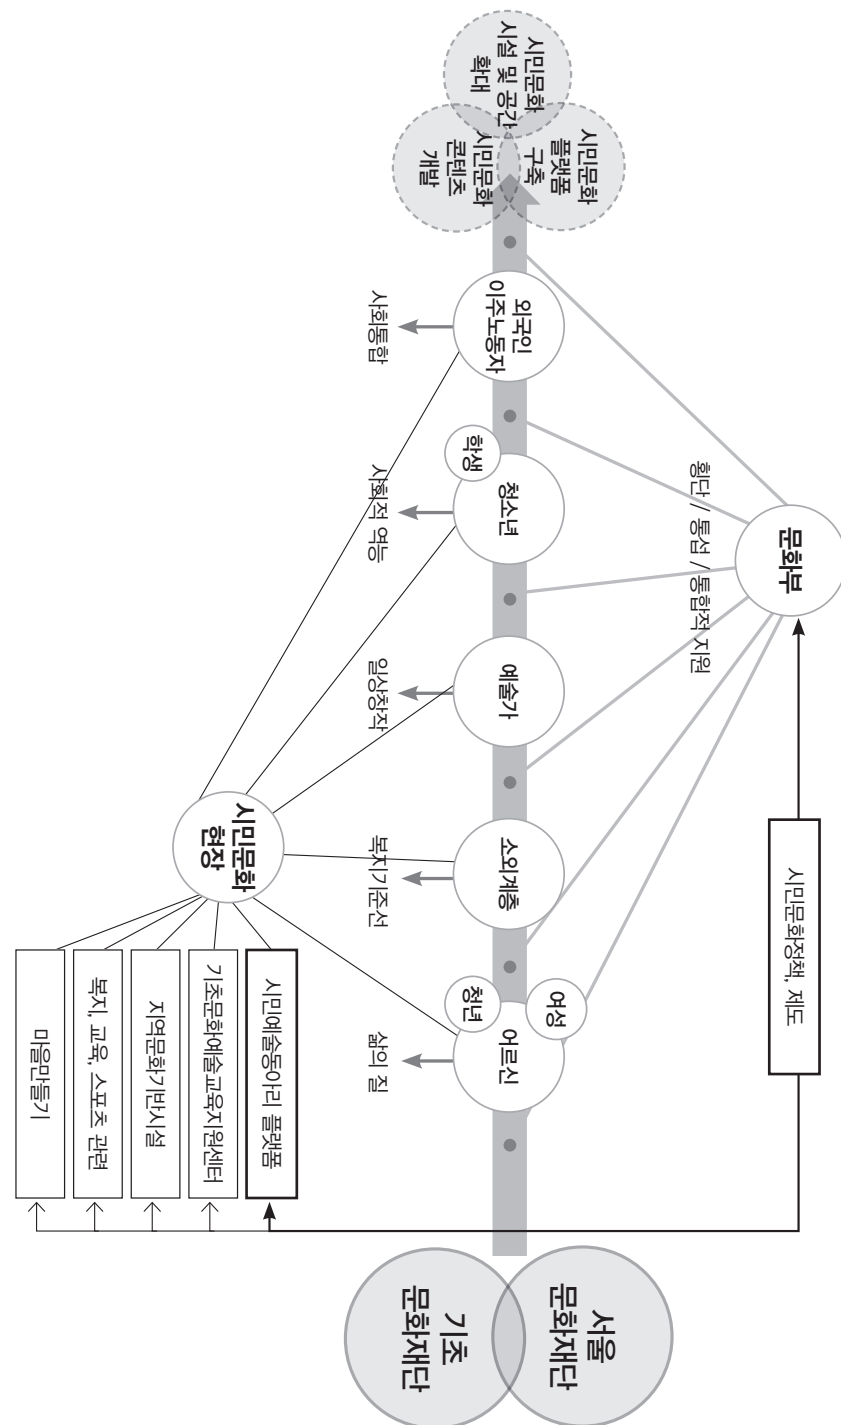 문화부
시민문화정책, 제도
횡단 / 통섭 / 통합적 지원
서울
문화재단
기초
문화재단
여성
어르신
청년
소외계층
예술가
청소년
학생
외국인
이주노동자
시민문화
플랫폼
구축
시민문화
시설 및 공간
확대
시민문화
콘텐츠
개발
삶의 질
복지기준선
일상창작
사회적 역능
사회통합
시민문화
현장
시민예술동아리 플랫폼
기초문화예술교육지원센터
지역문화기반시설
복지, 교육, 스포츠 관련
마을만들기